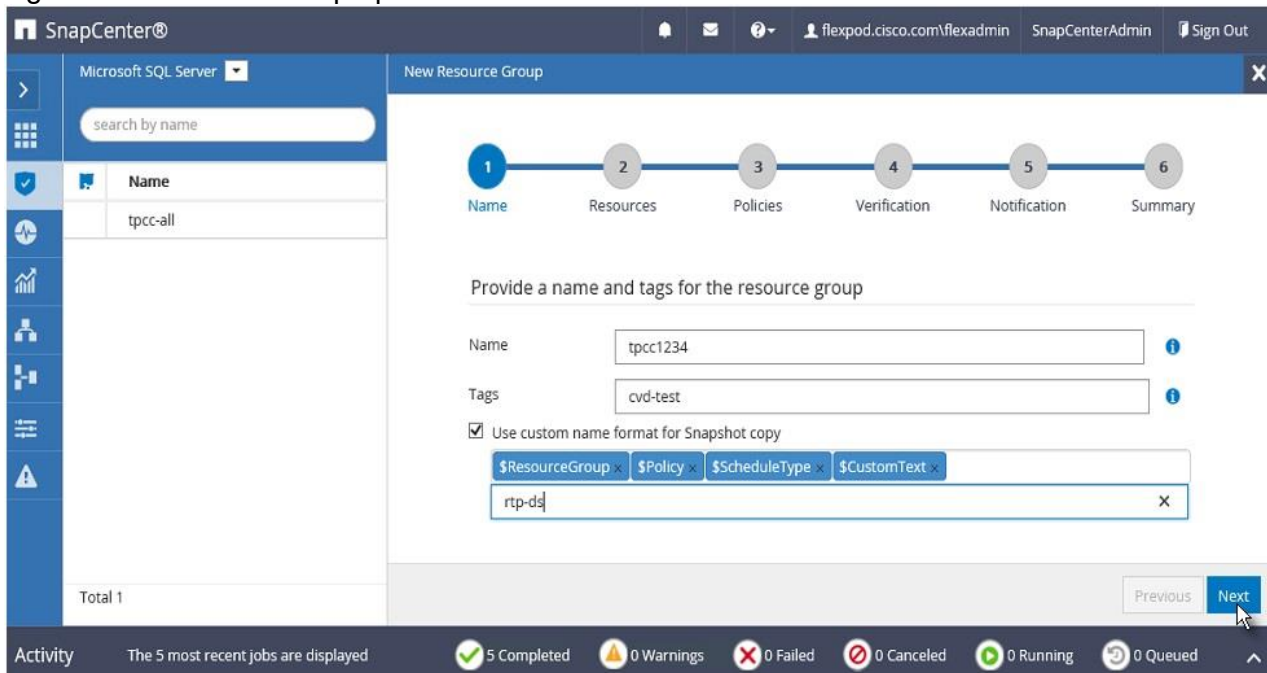 SnapCenter®
flexpod.cisco.com\flexadmin SnapCenterAdmin Sign Out
Microsoft SQL Server
New Resource Group
search by name
Name
tpcc-all
Total 1
1 2 3 4 5 6
Name Resources Policies Verification Notification Summary
Provide a name and tags for the resource group
Name tpcc1234
Tags cvd-test
Use custom name format for Snapshot copy
$ResourceGroup × $Policy × $ScheduleType × $CustomText ×
rtp-ds
Previous Next
Activity The 5 most recent jobs are displayed 5 Completed 0 Warnings 0 Failed 0 Canceled 0 Running 0 Queued